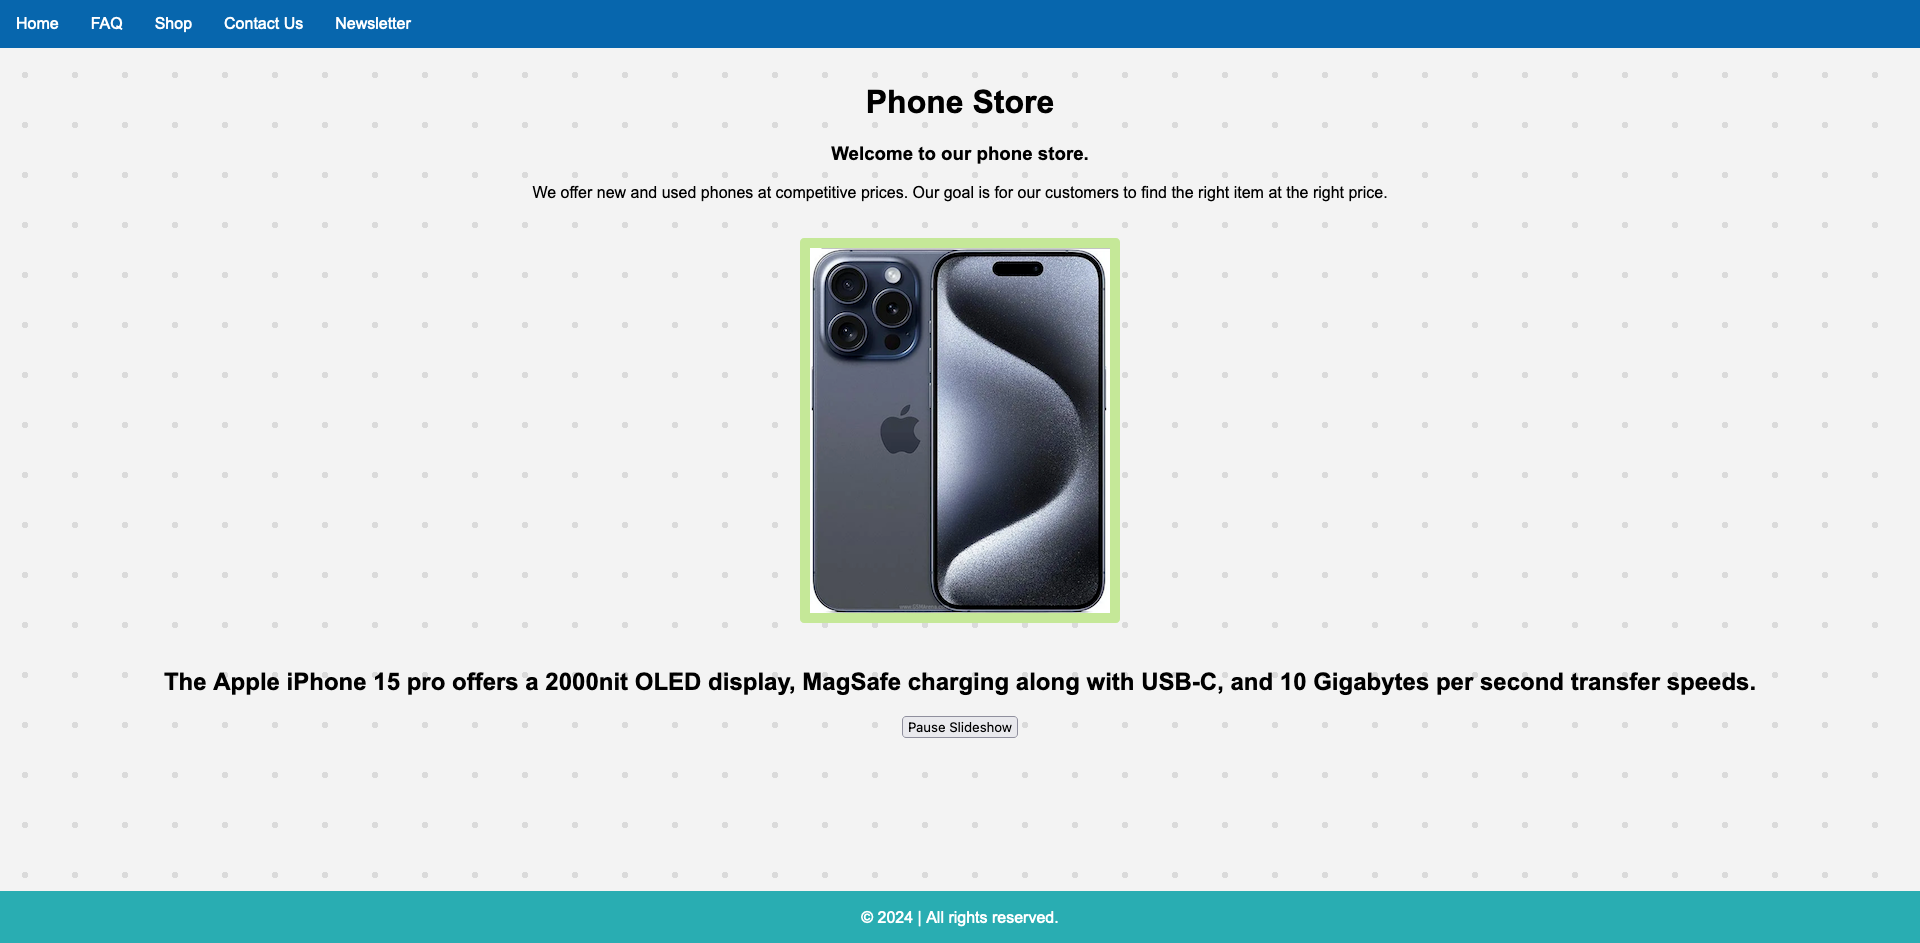 Home FAQ Shop Contact Us Newsletter
Phone Store
Welcome to our phone store.
We offer new and used phones at competitive prices. Our goal is for our customers to find the right item at the right price.
The Apple iPhone 15 pro offers a 2000nit OLED display, MagSafe charging along with USB-C, and 10 Gigabytes per second transfer speeds.
Pause Slideshow
© 2024 | All rights reserved.